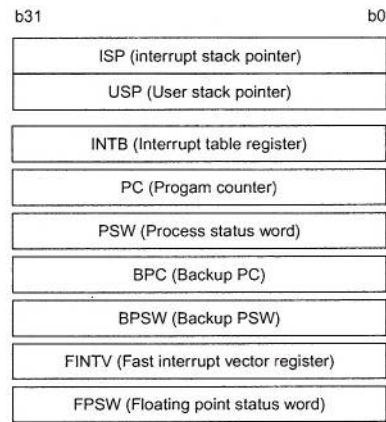 b31 b0
ISP (interrupt stack pointer)
USP (User stack pointer)
INTB (Interrupt table register)
PC (Progam counter)
PSW (Process status word)
BPC (Backup PC)
BPSW (Backup PSW)
FINTV (Fast interrupt vector register)
FPSW (Floating point status word)